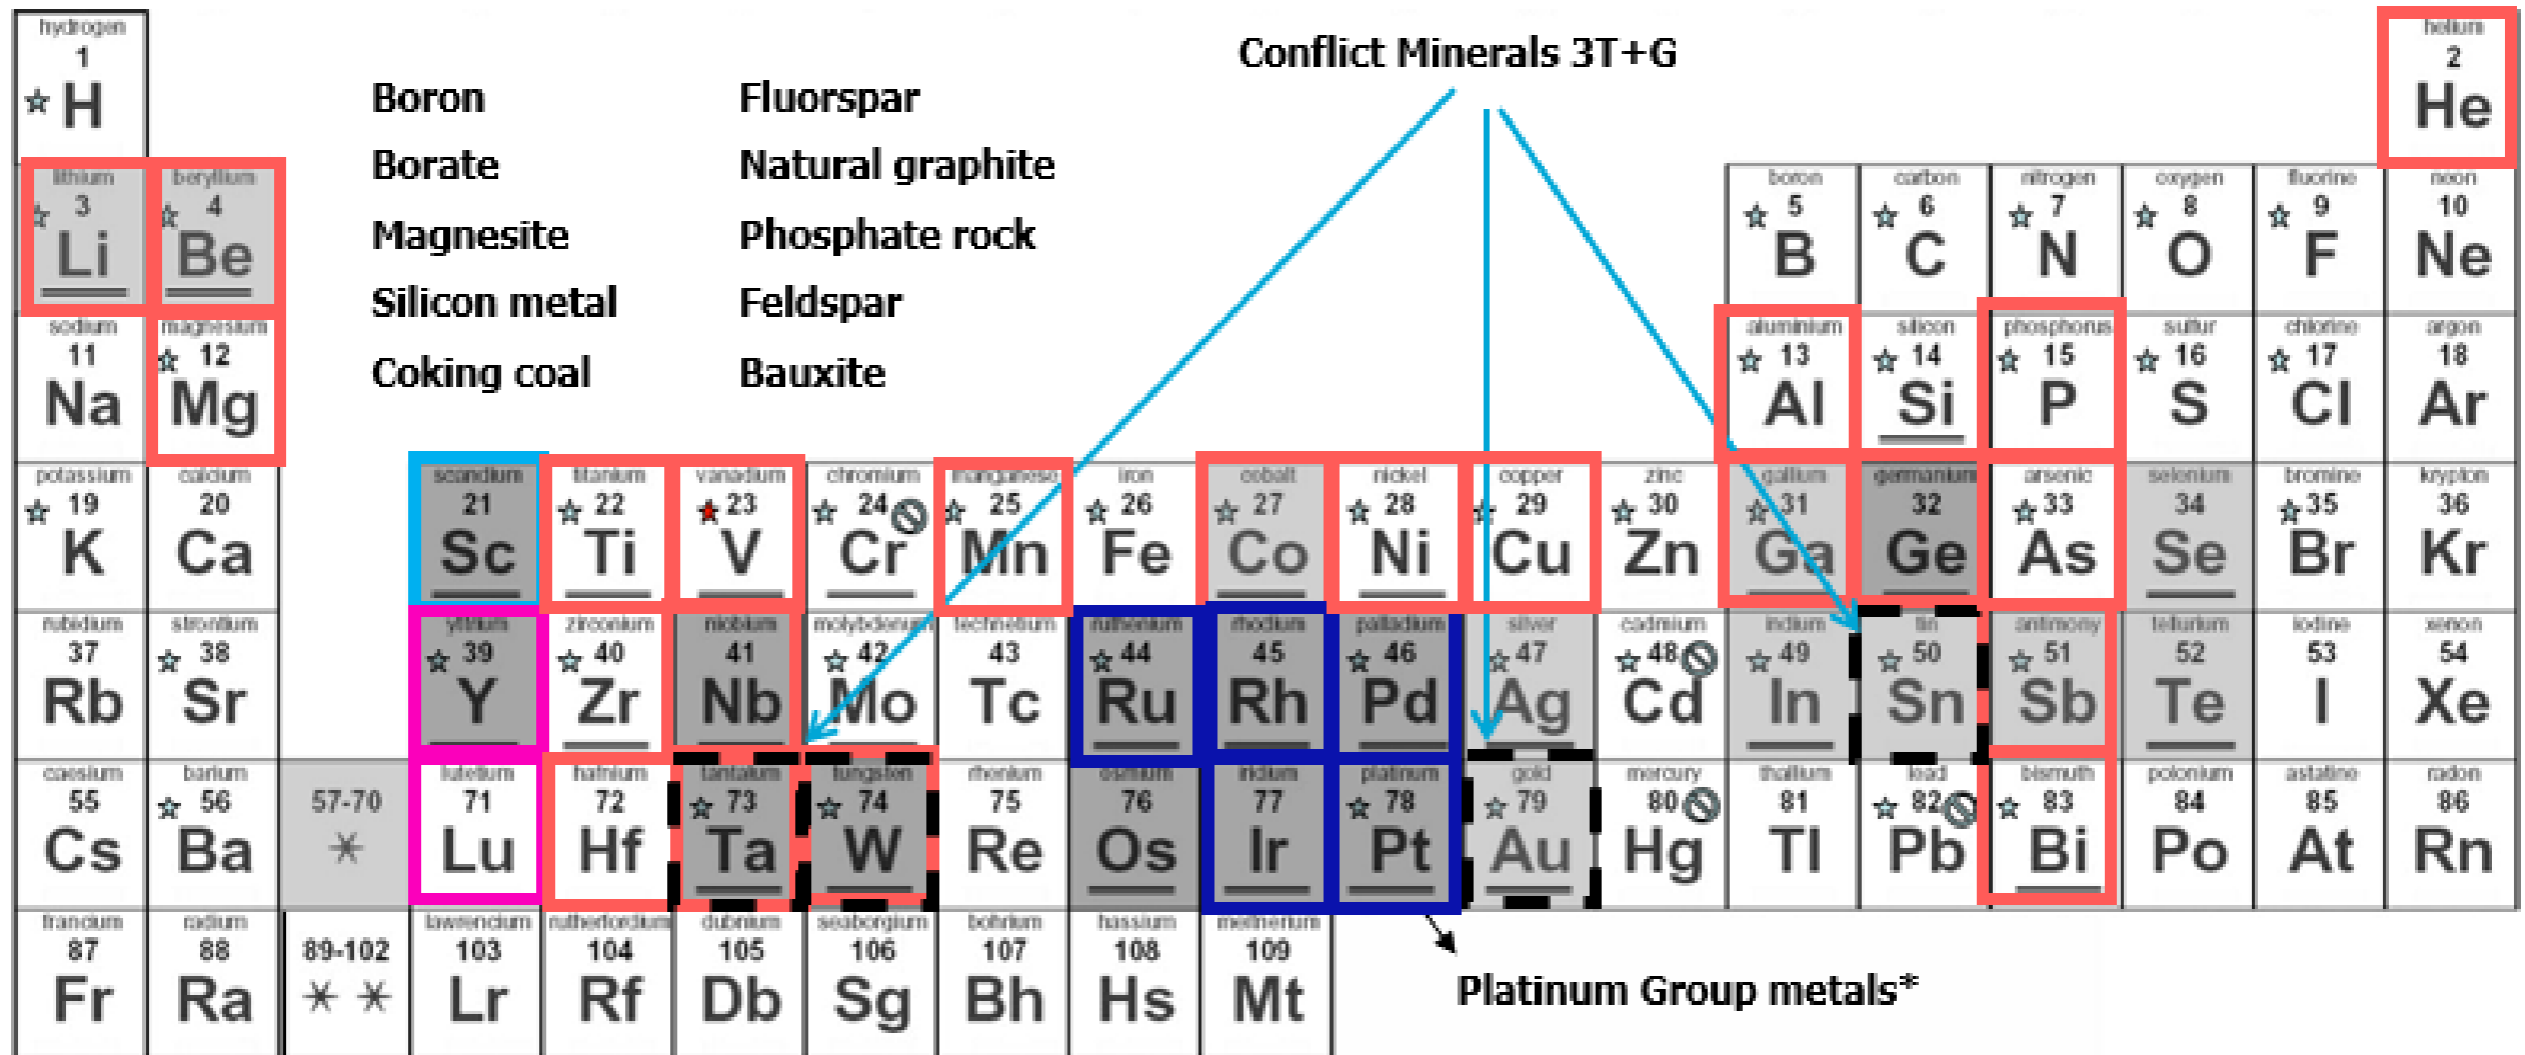 Conflict Minerals 3T+G
Boron Fluorspar
Borate Natural graphite
Magnesite Phosphate rock
Silicon metal Feldspar
Coking coal Bauxite
hydrogen helium
1 2
H He
lithium beryllium boron carbon nitrogen oxygen fluorine neon
3 4 5 6 7 8 9 10
Li Be B C N O F Ne
sodium magnesium aluminium silicon phosphorus sulfur chlorine argon
11 12 13 14 15 16 17 18
Na Mg Al Si P S Cl Ar
potassium calcium scandium titanium vanadium chromium manganese iron cobalt nickel copper zinc gallium germanium arsenic selenium bromine krypton
19 20 21 22 23 24 25 26 27 28 29 30 31 32 33 34 35 36
K Ca Sc Ti V Cr Mn Fe Co Ni Cu Zn Ga Ge As Se Br Kr
rubidium strontium yttrium zirconium niobium molybdenum technetium ruthenium rhodium palladium silver cadmium indium tin antimony tellurium iodine xenon
37 38 39 40 41 42 43 44 45 46 47 48 49 50 51 52 53 54
Rb Sr Y Zr Nb Mo Tc Ru Rh Pd Ag Cd In Sn Sb Te I Xe
caesium barium lutetium hafnium tantalum tungsten rhenium osmium iridium platinum gold mercury thallium lead bismuth polonium astatine radon
55 56 57-70 71 72 73 74 75 76 77 78 79 80 81 82 83 84 85 86
Cs Ba * Lu Hf Ta W Re Os Ir Pt Au Hg Tl Pb Bi Po At Rn
francium radium lawrencium rutherfordium dubnium seaborgium bohrium hassium meitnerium
87 88 89-102 103 104 105 106 107 108 109
Fr Ra * * Lr Rf Db Sg Bh Hs Mt
Platinum Group metals*